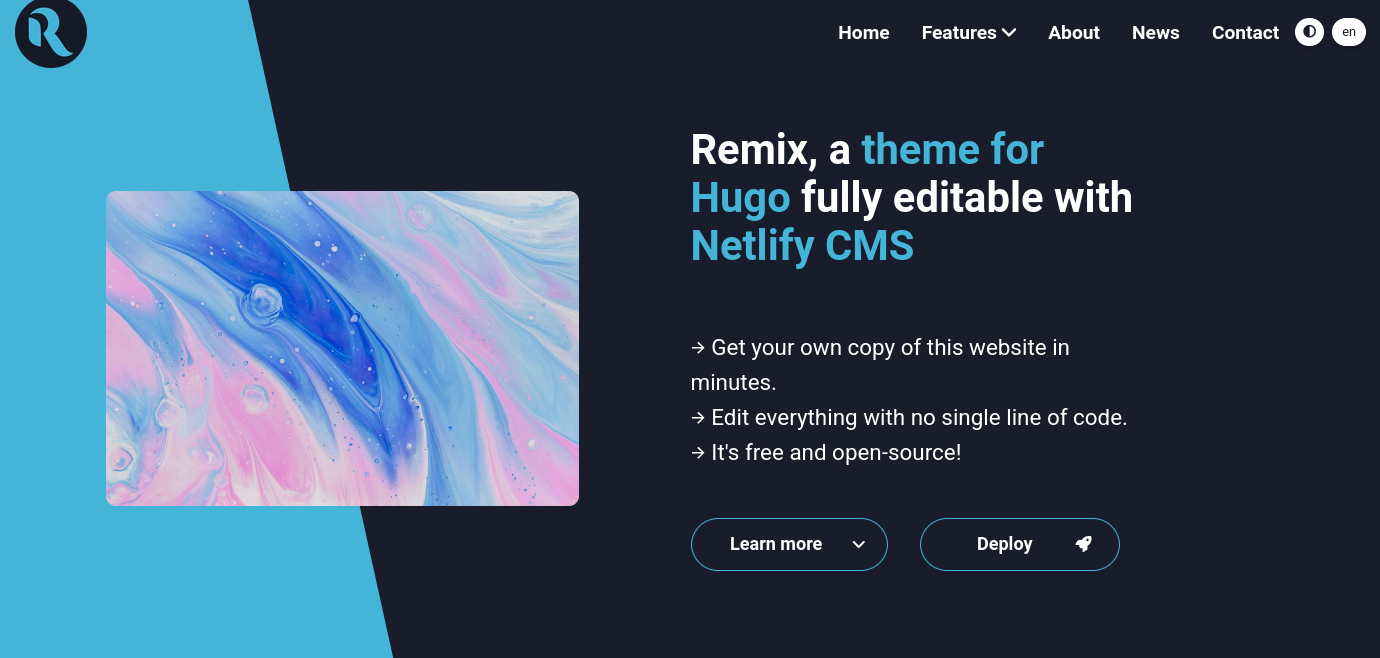 R
Home Features About News Contact en
Remix, a theme for
Hugo fully editable with
Netlify CMS
→ Get your own copy of this website in
minutes.
→ Edit everything with no single line of code.
→ It's free and open-source!
Learn more Deploy